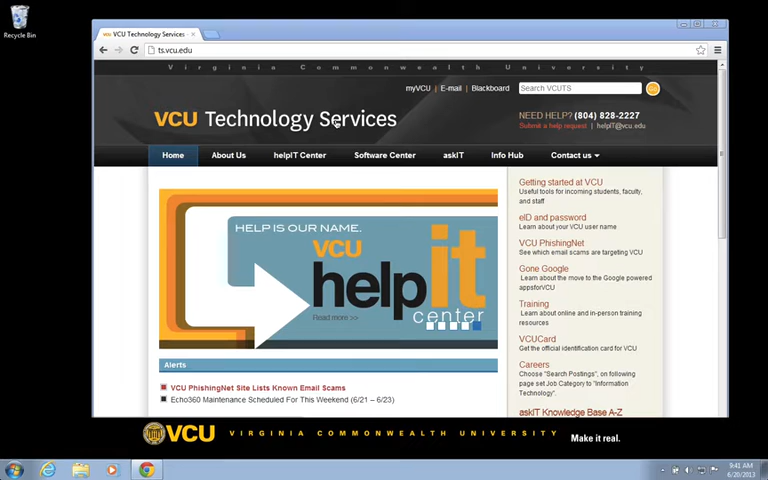 Recycle Bin
VCU Technology Services
ts.vcu.edu
Virginia Commonwealth University
myVCU | E-mail | Blackboard
Search VCUTS
Go
VCU Technology Services
NEED HELP? (804) 828-2227
Submit a help request | helpIT@vcu.edu
Home
About Us
helpIT Center
Software Center
askIT
Info Hub
Contact us
HELP IS OUR NAME.
VCU
help it
center
Read more >>
Alerts
VCU PhishingNet Site Lists Known Email Scams
Echo360 Maintenance Scheduled For This Weekend (6/21 – 6/23)
Getting started at VCU
Useful tools for incoming students, faculty,
and staff
eID and password
Learn about your VCU user name
VCU PhishingNet
See which email scams are targeting VCU
Gone Google
Learn about the move to the Google powered
appsforVCU
Training
Learn about online and in-person training
resources
VCUCard
Get the official identification card for VCU
Careers
Choose "Search Postings", on following
page set Job Category to "Information
Technology".
askIT Knowledge Base A-Z
VCU VIRGINIA COMMONWEALTH UNIVERSITY
Make it real.
9:41 AM
6/20/2013